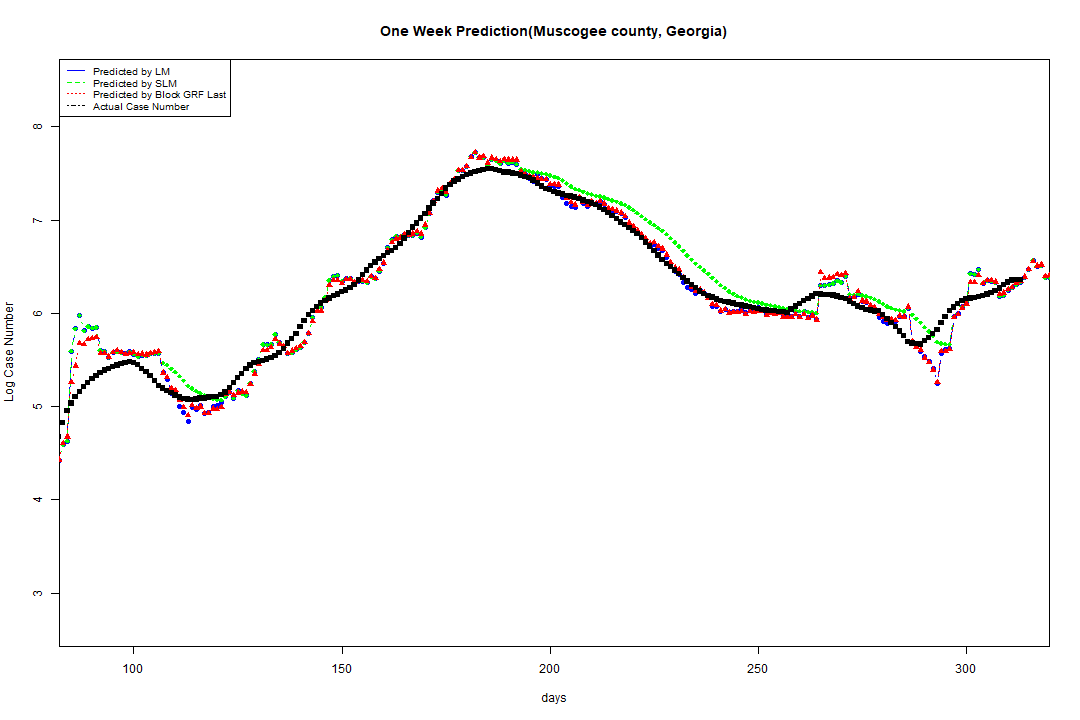 One Week Prediction(Muscogee county, Georgia)
Predicted by LM
Predicted by SLM
Predicted by Block GRF Last
Actual Case Number
8
7
6
5
4
3
Log Case Number
100 150 200 250 300
days